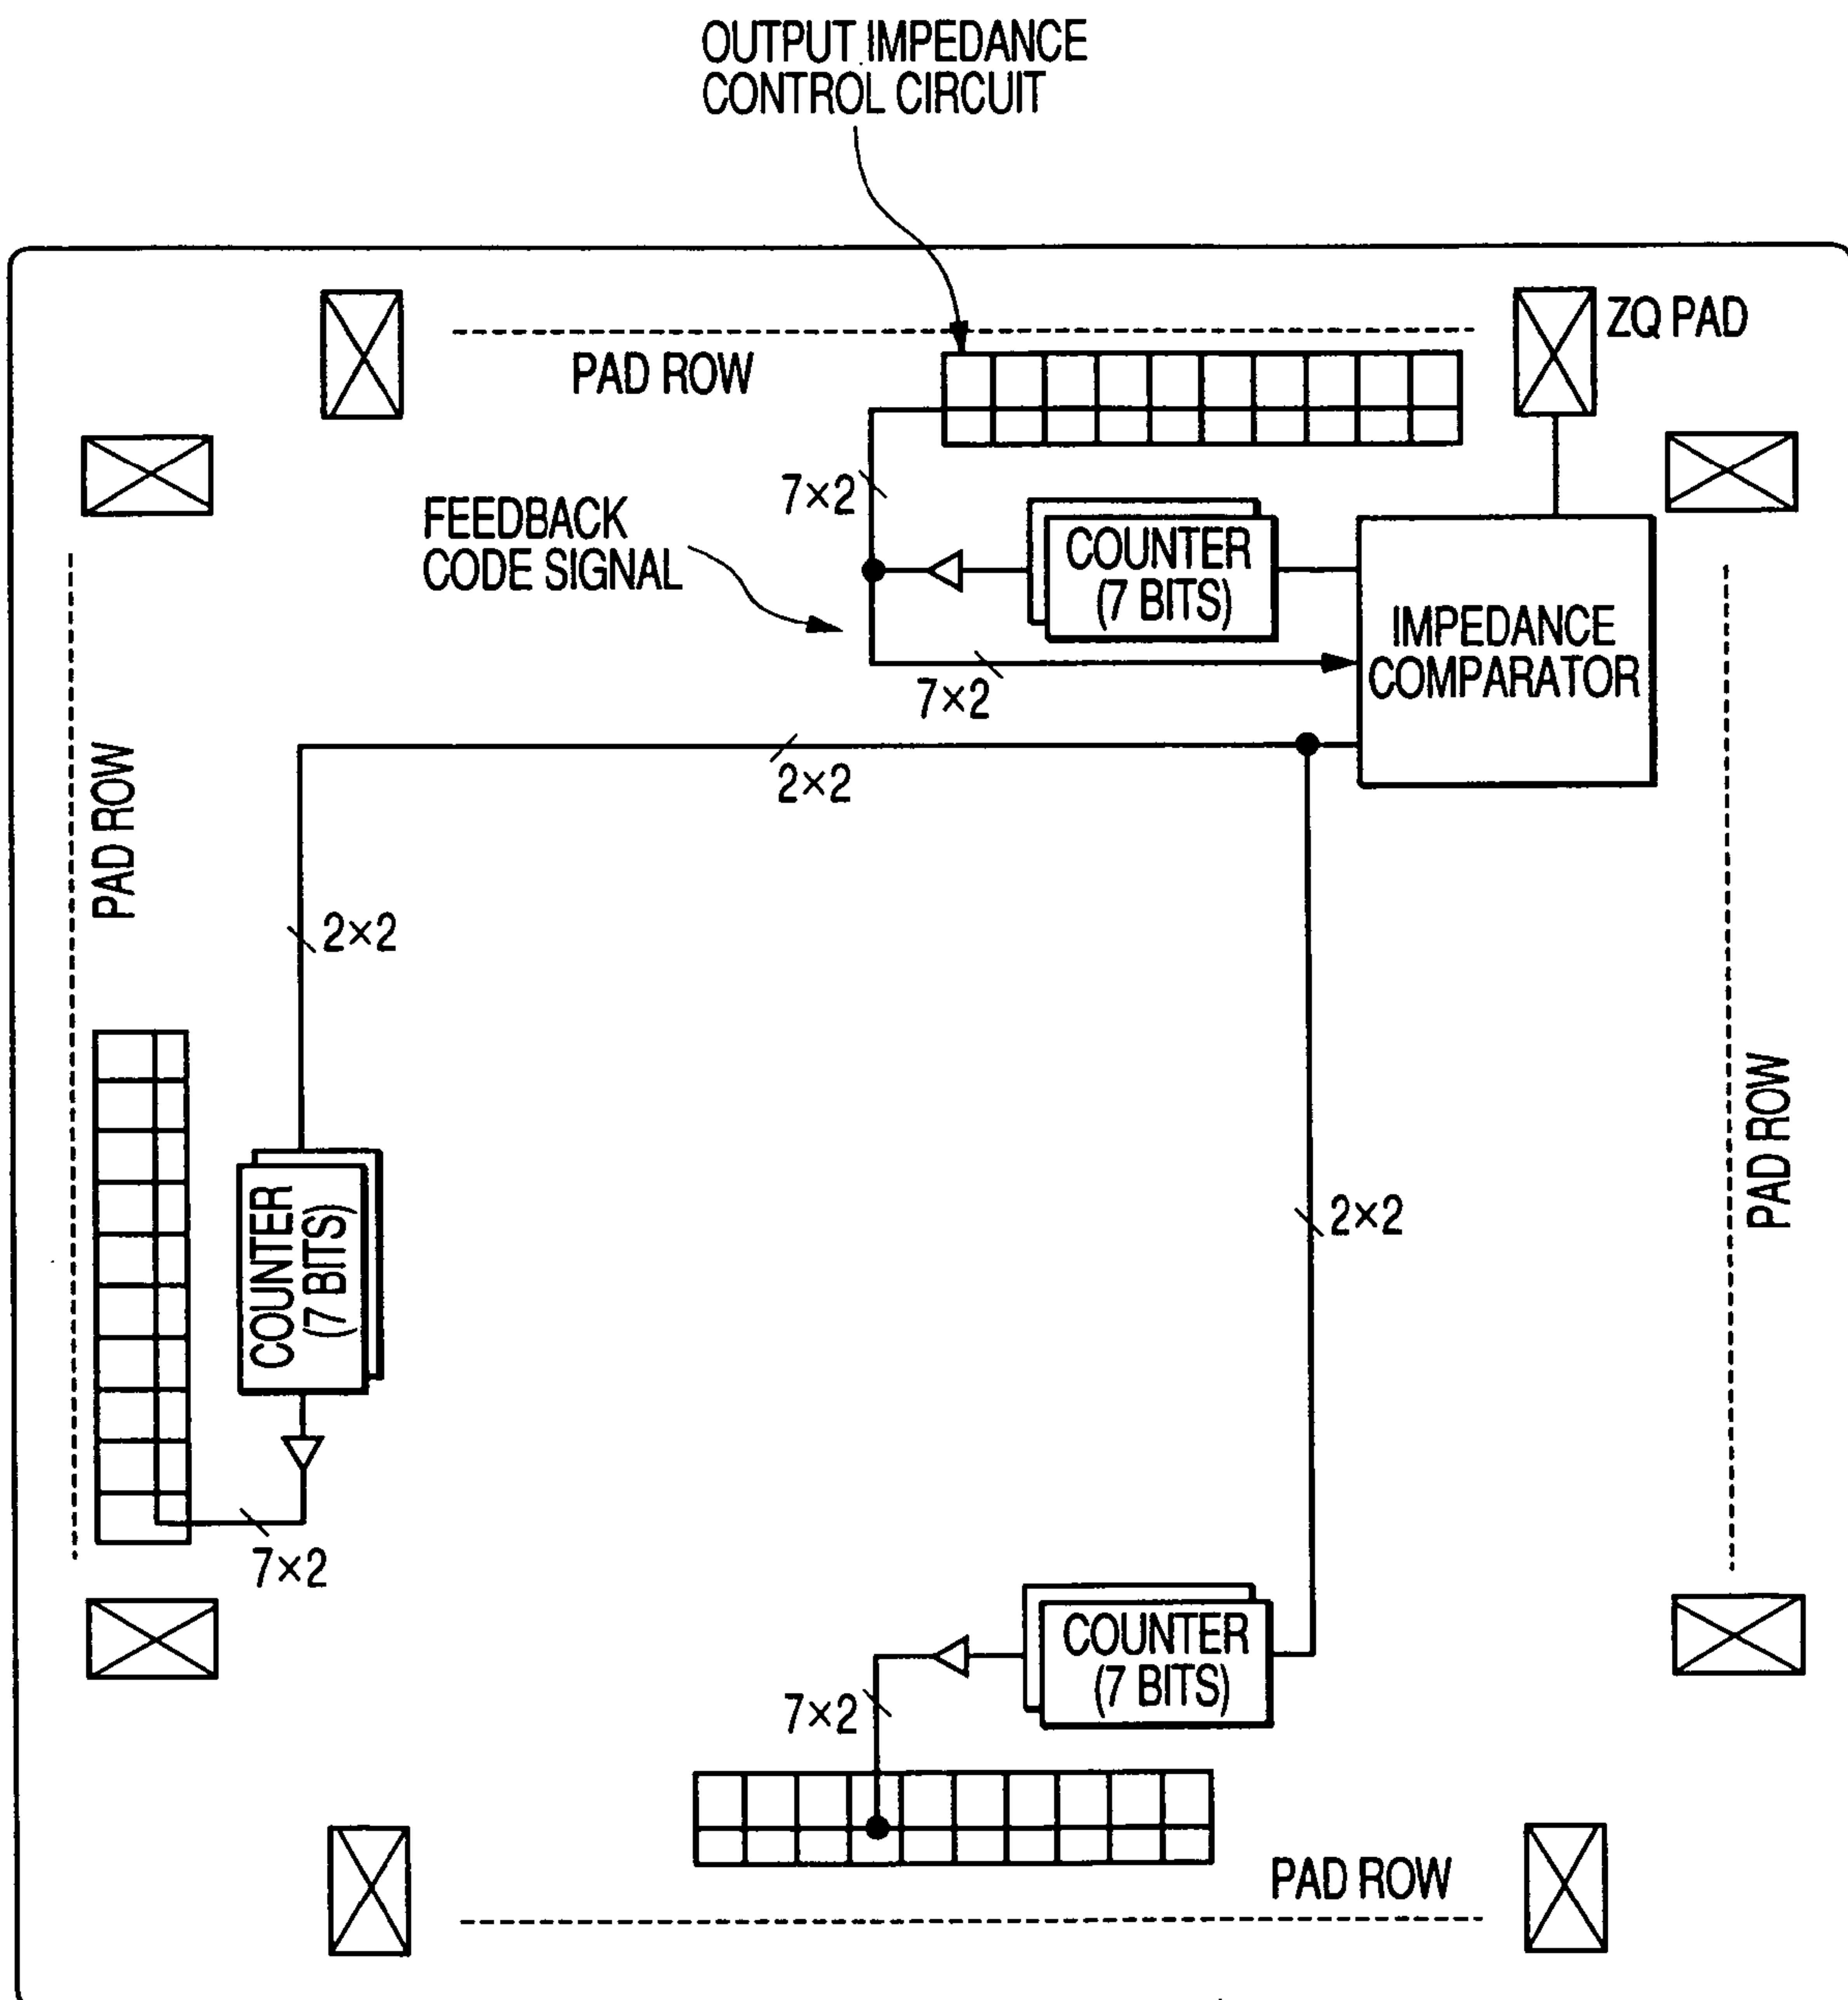 OUTPUT IMPEDANCE
CONTROL CIRCUIT
ZQ PAD
PAD ROW
7×2
FEEDBACK
CODE SIGNAL
COUNTER
(7 BITS)
IMPEDANCE
COMPARATOR
7×2
2×2
PAD ROW
2×2
PAD ROW
COUNTER
(7 BITS)
2×2
7×2
COUNTER
(7 BITS)
7×2
PAD ROW